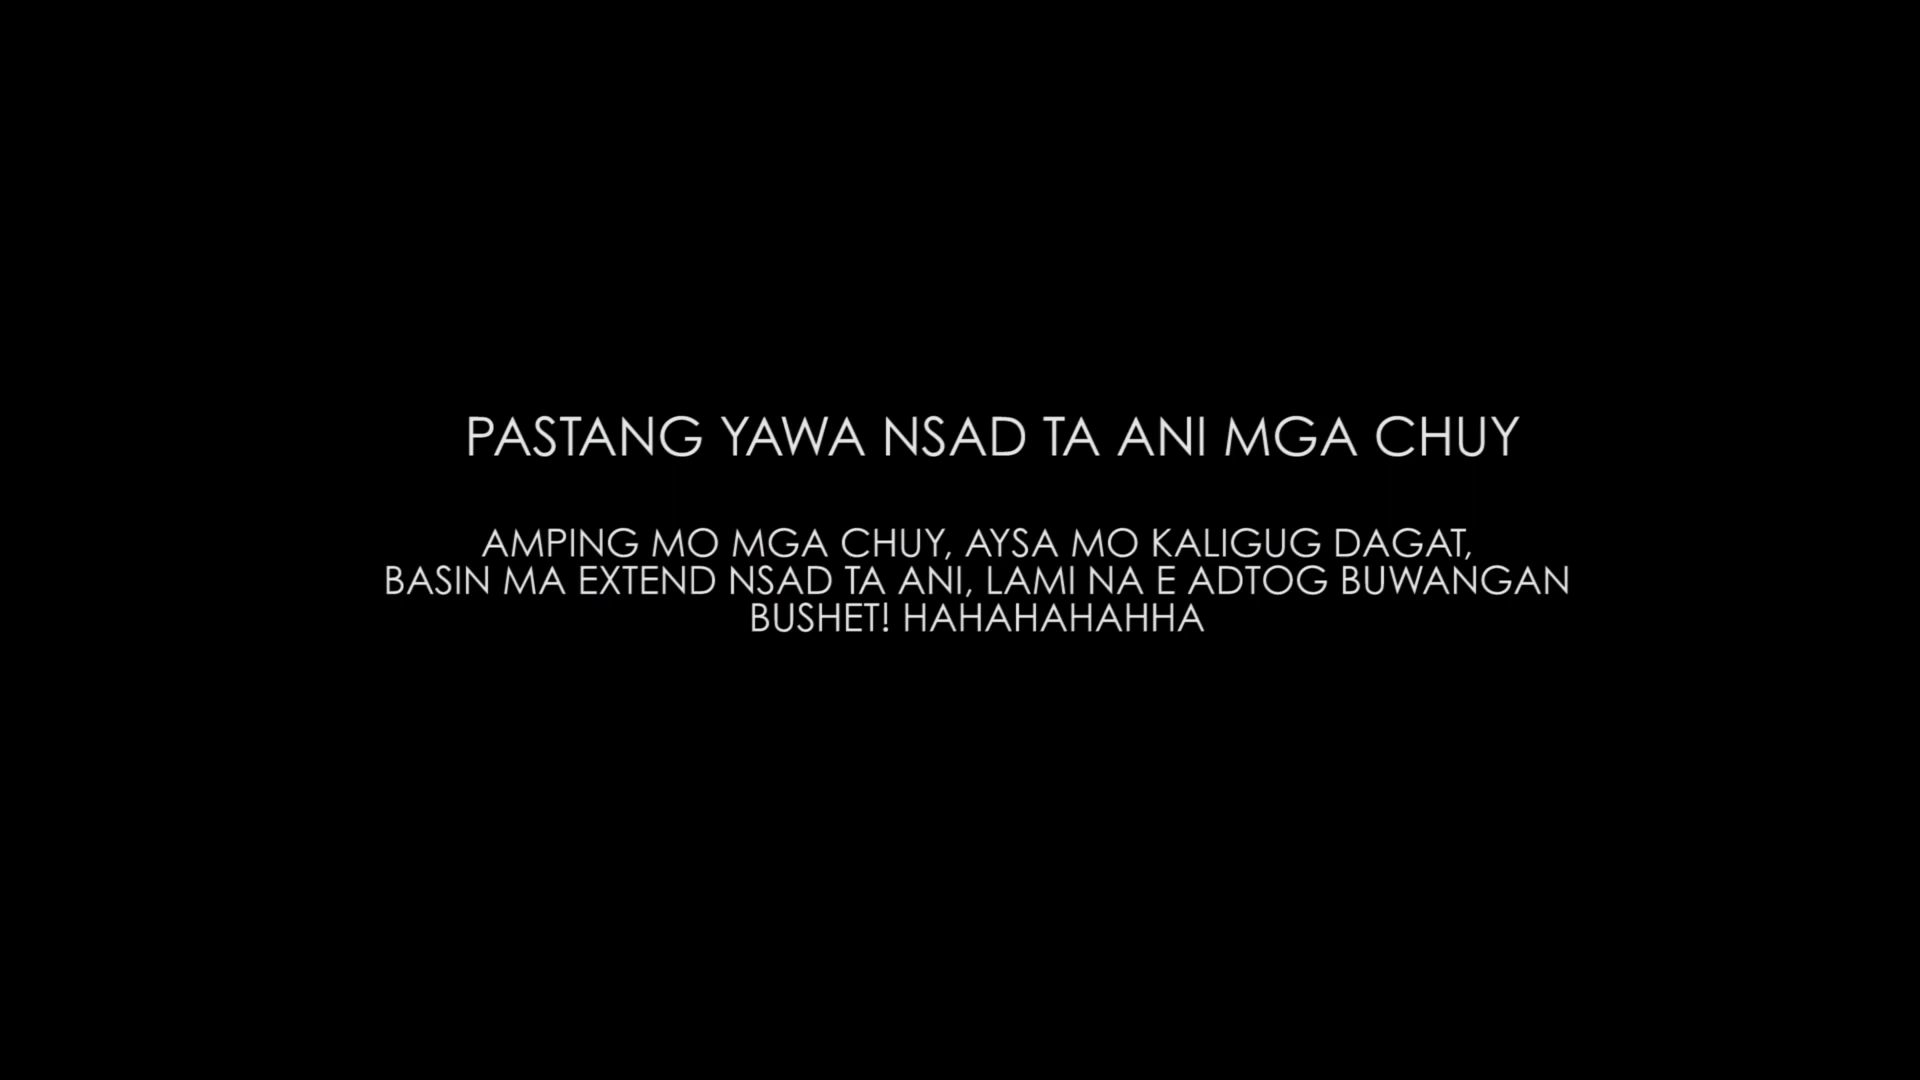 PASTANG YAWA NSAD TA ANI MGA CHUY
AMPING MO MGA CHUY, AYSA MO KALIGUG DAGAT,
BASIN MA EXTEND NSAD TA ANI, LAMI NA E ADTOG BUWANGAN
BUSHET! HAHAHAHAHHA